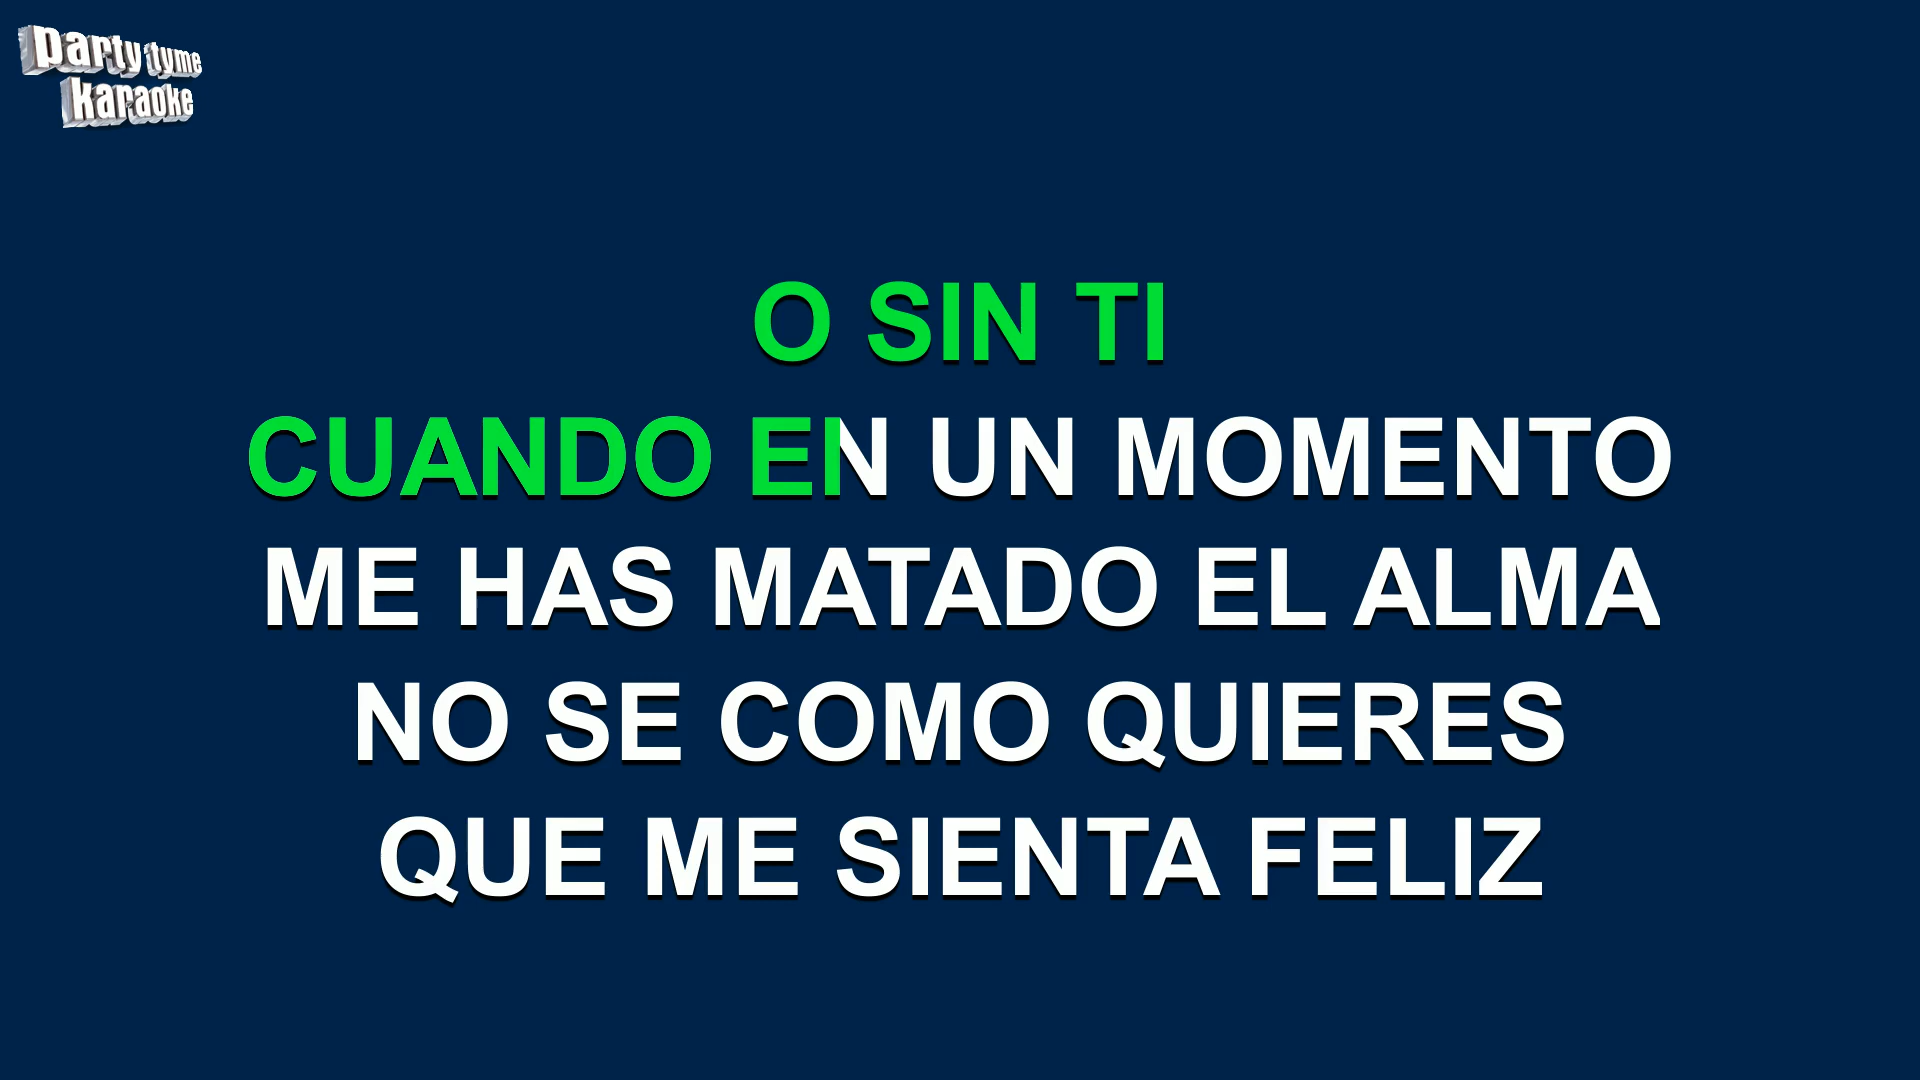 party tyme
karaoke
O SIN TI
CUANDO EN UN MOMENTO
ME HAS MATADO EL ALMA
NO SE COMO QUIERES
QUE ME SIENTA FELIZ